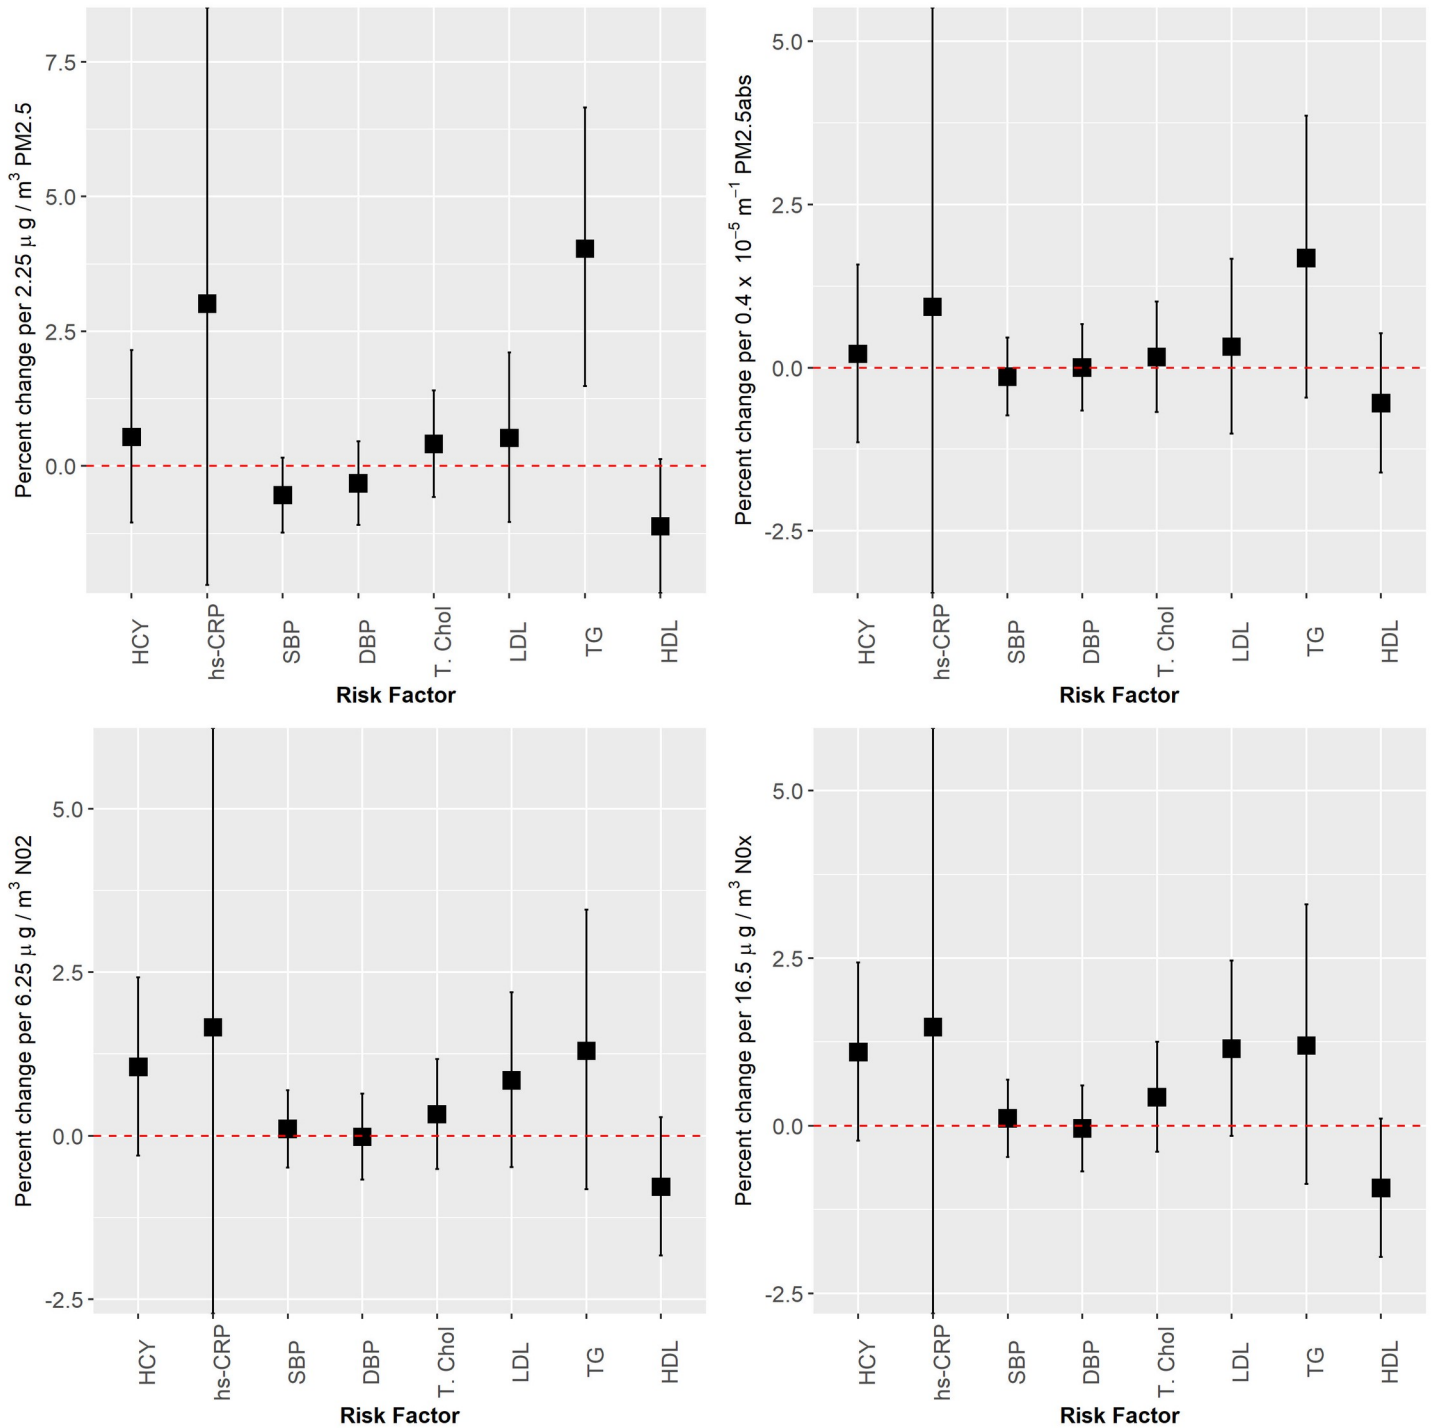 Percent change per 2.25 μ g / m³ PM2.5
7.5
5.0
2.5
0.0
HCY
hs-CRP
SBP
DBP
T. Chol
LDL
TG
HDL
Risk Factor
Percent change per 0.4 x 10⁻⁵ m⁻¹ PM2.5abs
5.0
2.5
0.0
-2.5
HCY
hs-CRP
SBP
DBP
T. Chol
LDL
TG
HDL
Risk Factor
Percent change per 6.25 μ g / m³ N02
5.0
2.5
0.0
-2.5
HCY
hs-CRP
SBP
DBP
T. Chol
LDL
TG
HDL
Risk Factor
Percent change per 16.5 μ g / m³ N0x
5.0
2.5
0.0
-2.5
HCY
hs-CRP
SBP
DBP
T. Chol
LDL
TG
HDL
Risk Factor